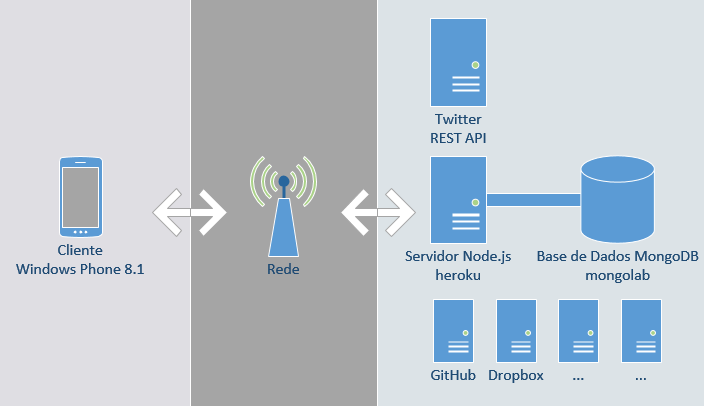 Twitter
REST API
Cliente
Windows Phone 8.1
Rede
Servidor Node.js
heroku
Base de Dados MongoDB
mongolab
GitHub
Dropbox
...
...